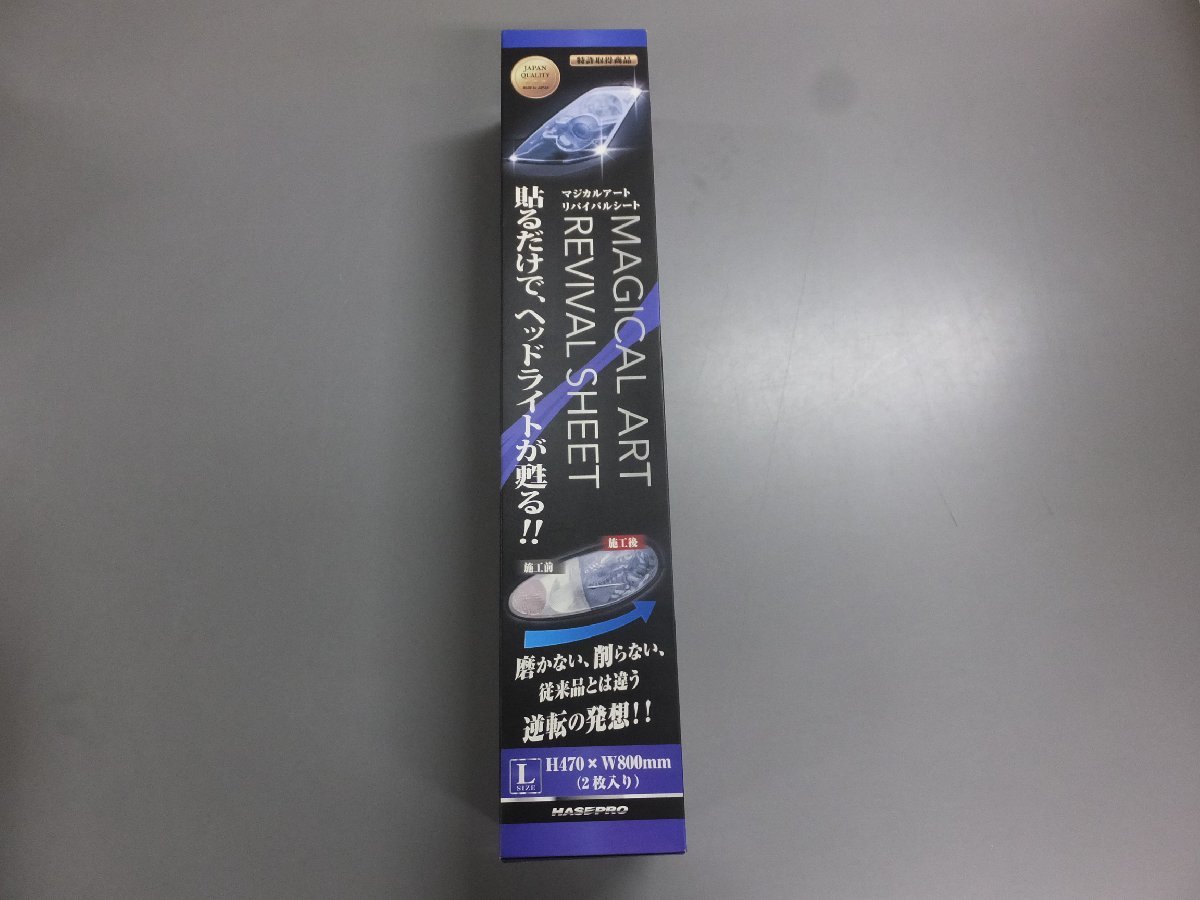 JAPAN
QUALITY
MADE in JAPAN
特許取得商品
マジカルアート
リバイバルシート
MAGICAL ART
REVIVAL SHEET
貼るだけで、ヘッドライトが甦る!!
施工前
施工後
磨かない、削らない、
従来品とは違う
逆転の発想!!
L
SIZE
H470×W800mm
(2枚入り)
HASEPRO